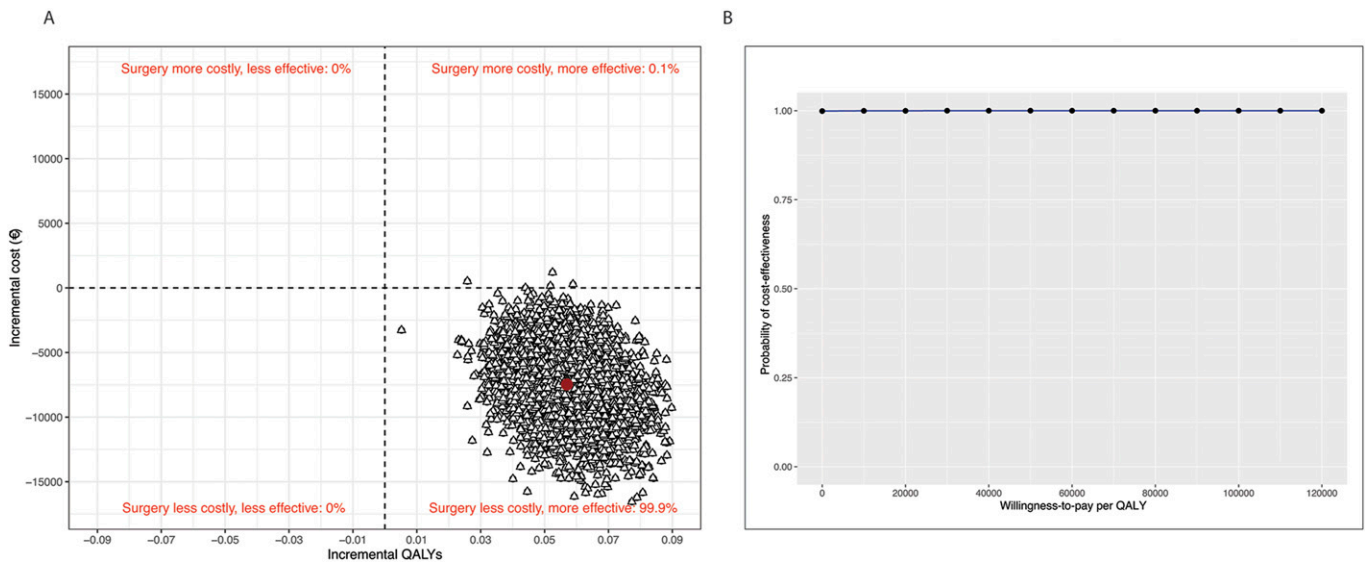 A
Surgery more costly, less effective: 0%
Surgery more costly, more effective: 0.1%
15000
10000
5000
0
−5000
−10000
−15000
Incremental cost (€)
Surgery less costly, less effective: 0%
Surgery less costly, more effective: 99.9%
−0.09
−0.07
−0.05
−0.03
−0.01
0.01
0.03
0.05
0.07
0.09
Incremental QALYs
B
1.00
0.75
0.50
0.25
0.00
Probability of cost-effectiveness
0
20000
40000
60000
80000
100000
120000
Willingness-to-pay per QALY